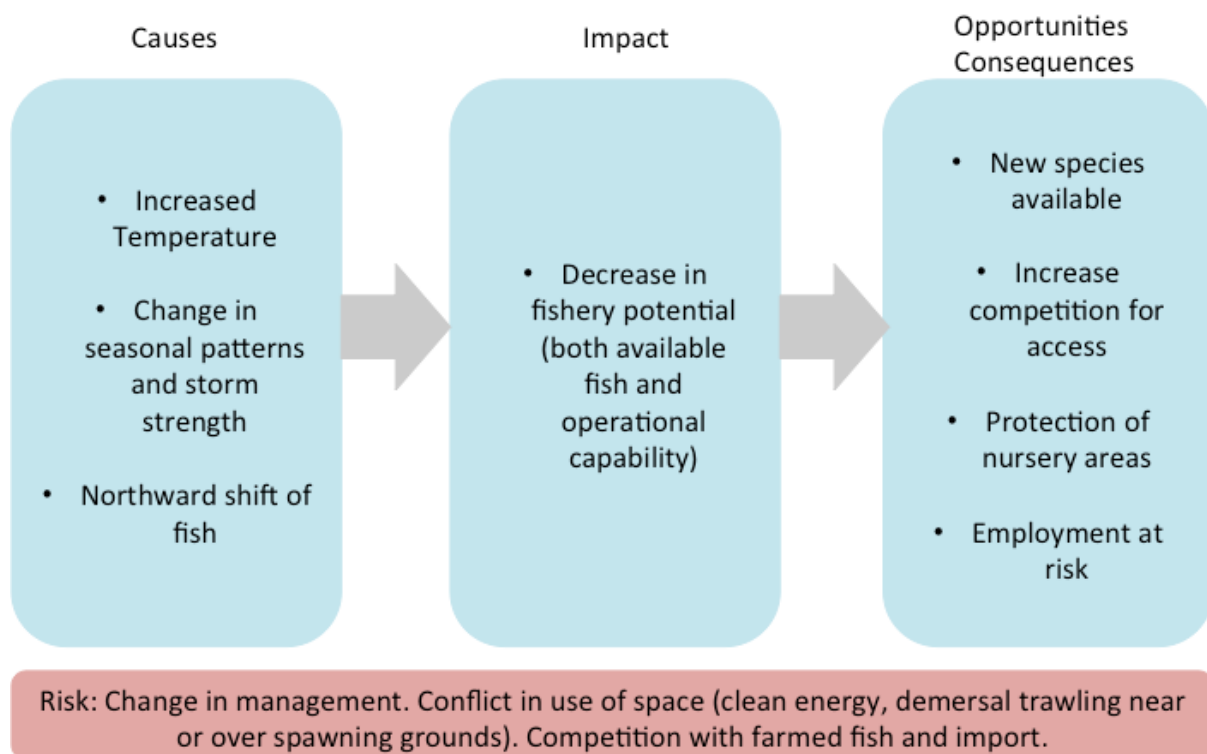 Causes
Impact
Opportunities
Consequences
• Increased
Temperature
• Change in
seasonal patterns
and storm
strength
• Northward shift of
fish
• Decrease in
fishery potential
(both available
fish and
operational
capability)
• New species
available
• Increase
competition for
access
• Protection of
nursery areas
• Employment at
risk
Risk: Change in management. Conflict in use of space (clean energy, demersal trawling near
or over spawning grounds). Competition with farmed fish and import.